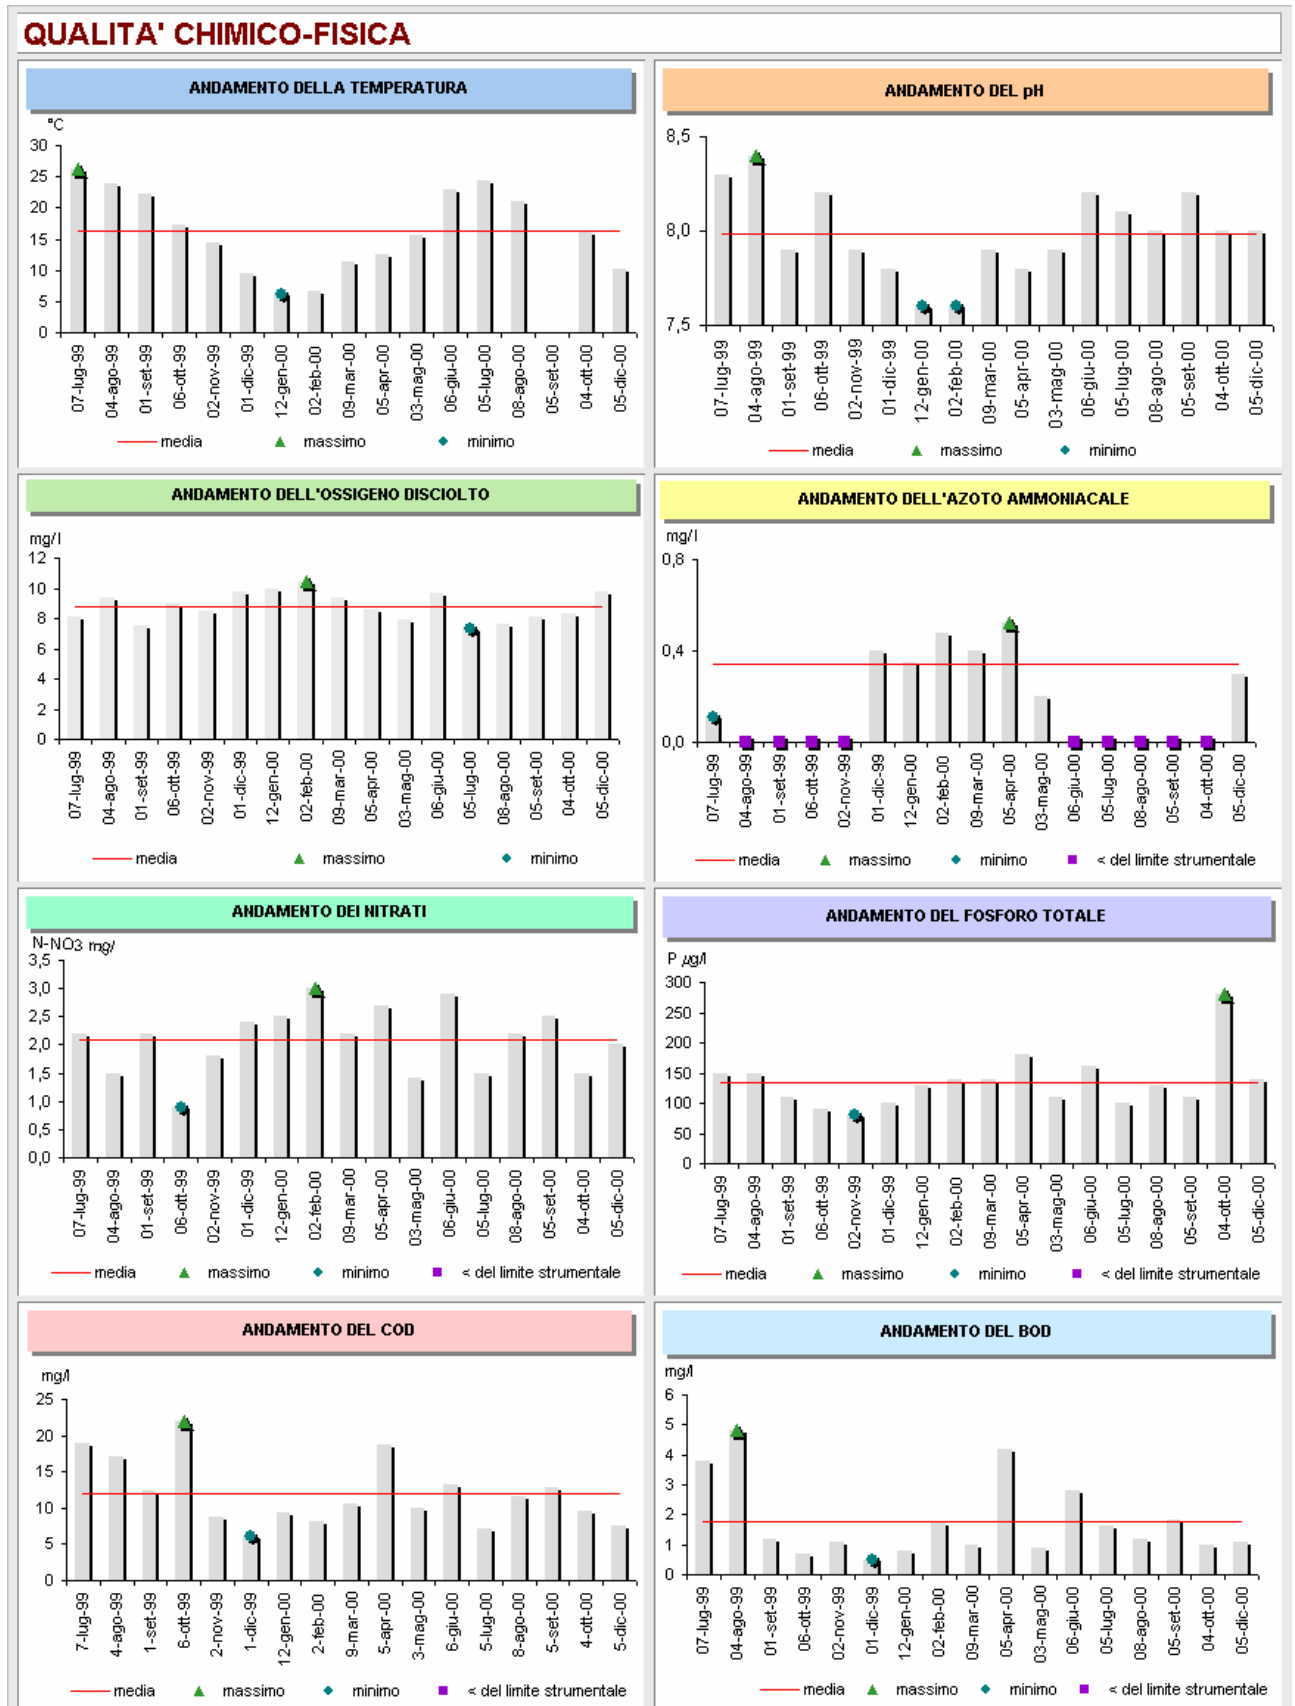 QUALITA' CHIMICO-FISICA
ANDAMENTO DELLA TEMPERATURA
°C
30
25
20
15
10
5
0
07-lug-99
04-ago-99
01-set-99
06-ott-99
02-nov-99
01-dic-99
12-gen-00
02-feb-00
09-mar-00
05-apr-00
03-mag-00
06-giu-00
05-lug-00
08-ago-00
05-set-00
04-ott-00
05-dic-00
media massimo minimo
ANDAMENTO DEL pH
8,5
8,0
7,5
07-lug-99
04-ago-99
01-set-99
06-ott-99
02-nov-99
01-dic-99
12-gen-00
02-feb-00
09-mar-00
05-apr-00
03-mag-00
06-giu-00
05-lug-00
08-ago-00
05-set-00
04-ott-00
05-dic-00
media massimo minimo
ANDAMENTO DELL'OSSIGENO DISCIOLTO
mg/l
12
10
8
6
4
2
0
07-lug-99
04-ago-99
01-set-99
06-ott-99
02-nov-99
01-dic-99
12-gen-00
02-feb-00
09-mar-00
05-apr-00
03-mag-00
06-giu-00
05-lug-00
08-ago-00
05-set-00
04-ott-00
05-dic-00
media massimo minimo
ANDAMENTO DELL'AZOTO AMMONIACALE
mg/l
0,8
0,4
0,0
07-lug-99
04-ago-99
01-set-99
06-ott-99
02-nov-99
01-dic-99
12-gen-00
02-feb-00
09-mar-00
05-apr-00
03-mag-00
06-giu-00
05-lug-00
08-ago-00
05-set-00
04-ott-00
05-dic-00
media massimo minimo < del limite strumentale
ANDAMENTO DEI NITRATI
N-NO3 mg/
3,5
3,0
2,5
2,0
1,5
1,0
0,5
0,0
07-lug-99
04-ago-99
01-set-99
06-ott-99
02-nov-99
01-dic-99
12-gen-00
02-feb-00
09-mar-00
05-apr-00
03-mag-00
06-giu-00
05-lug-00
08-ago-00
05-set-00
04-ott-00
05-dic-00
media massimo minimo < del limite strumentale
ANDAMENTO DEL FOSFORO TOTALE
P µg/l
300
250
200
150
100
50
0
07-lug-99
04-ago-99
01-set-99
06-ott-99
02-nov-99
01-dic-99
12-gen-00
02-feb-00
09-mar-00
05-apr-00
03-mag-00
06-giu-00
05-lug-00
08-ago-00
05-set-00
04-ott-00
05-dic-00
media massimo minimo < del limite strumentale
ANDAMENTO DEL COD
mg/l
25
20
15
10
5
0
7-lug-99
4-ago-99
1-set-99
6-ott-99
2-nov-99
1-dic-99
12-gen-00
2-feb-00
9-mar-00
5-apr-00
3-mag-00
6-giu-00
5-lug-00
8-ago-00
5-set-00
4-ott-00
5-dic-00
media massimo minimo < del limite strumentale
ANDAMENTO DEL BOD
mg/l
6
5
4
3
2
1
0
07-lug-99
04-ago-99
01-set-99
06-ott-99
02-nov-99
01-dic-99
12-gen-00
02-feb-00
09-mar-00
05-apr-00
03-mag-00
06-giu-00
05-lug-00
08-ago-00
05-set-00
04-ott-00
05-dic-00
media massimo minimo < del limite strumentale